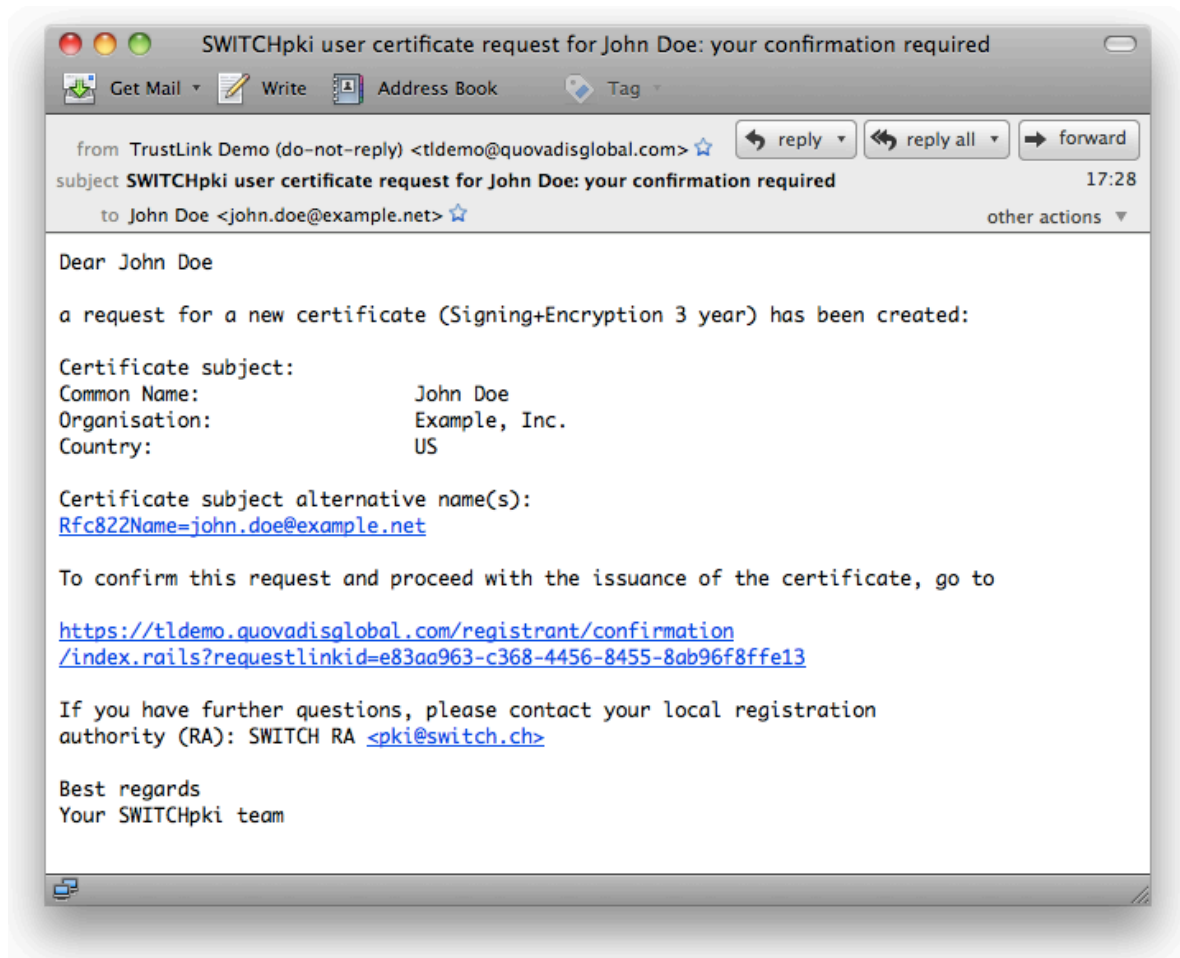 SWITCHpki user certificate request for John Doe: your confirmation required
Get Mail Write Address Book Tag
from TrustLink Demo (do-not-reply) <tldemo@quovadisglobal.com> reply reply all forward
subject SWITCHpki user certificate request for John Doe: your confirmation required 17:28
to John Doe <john.doe@example.net> other actions
Dear John Doe
a request for a new certificate (Signing+Encryption 3 year) has been created:
Certificate subject:
Common Name: John Doe
Organisation: Example, Inc.
Country: US
Certificate subject alternative name(s):
Rfc822Name=john.doe@example.net
To confirm this request and proceed with the issuance of the certificate, go to
https://tldemo.quovadisglobal.com/registrant/confirmation
/index.rails?requestlinkid=e83aa963-c368-4456-8455-8ab96f8ffe13
If you have further questions, please contact your local registration
authority (RA): SWITCH RA <pki@switch.ch>
Best regards
Your SWITCHpki team